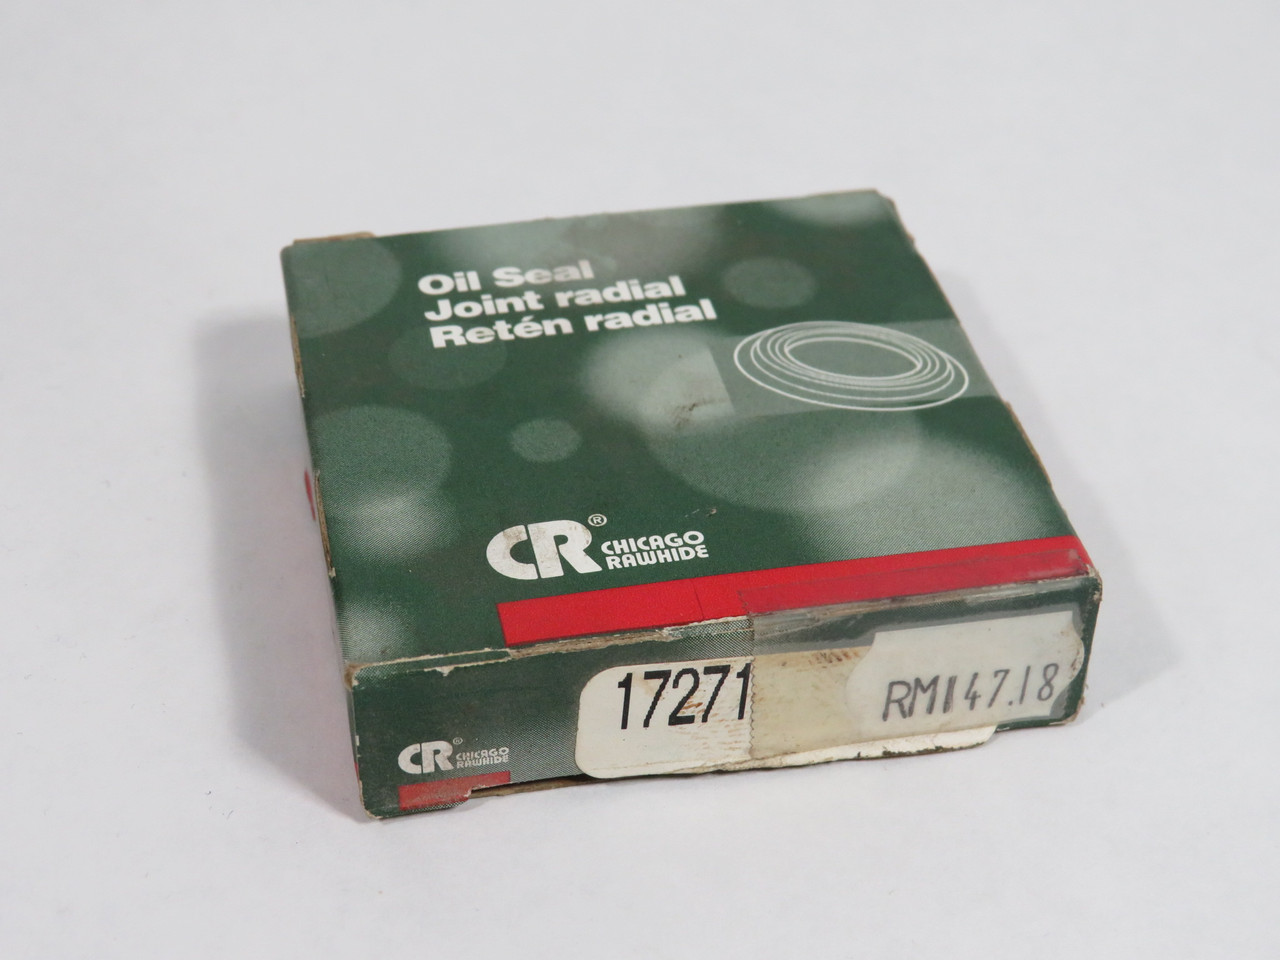 Oil Seal
Joint radial
Retén radial
CR® CHICAGO
RAWHIDE
17271
RM147.18
CR® CHICAGO
RAWHIDE